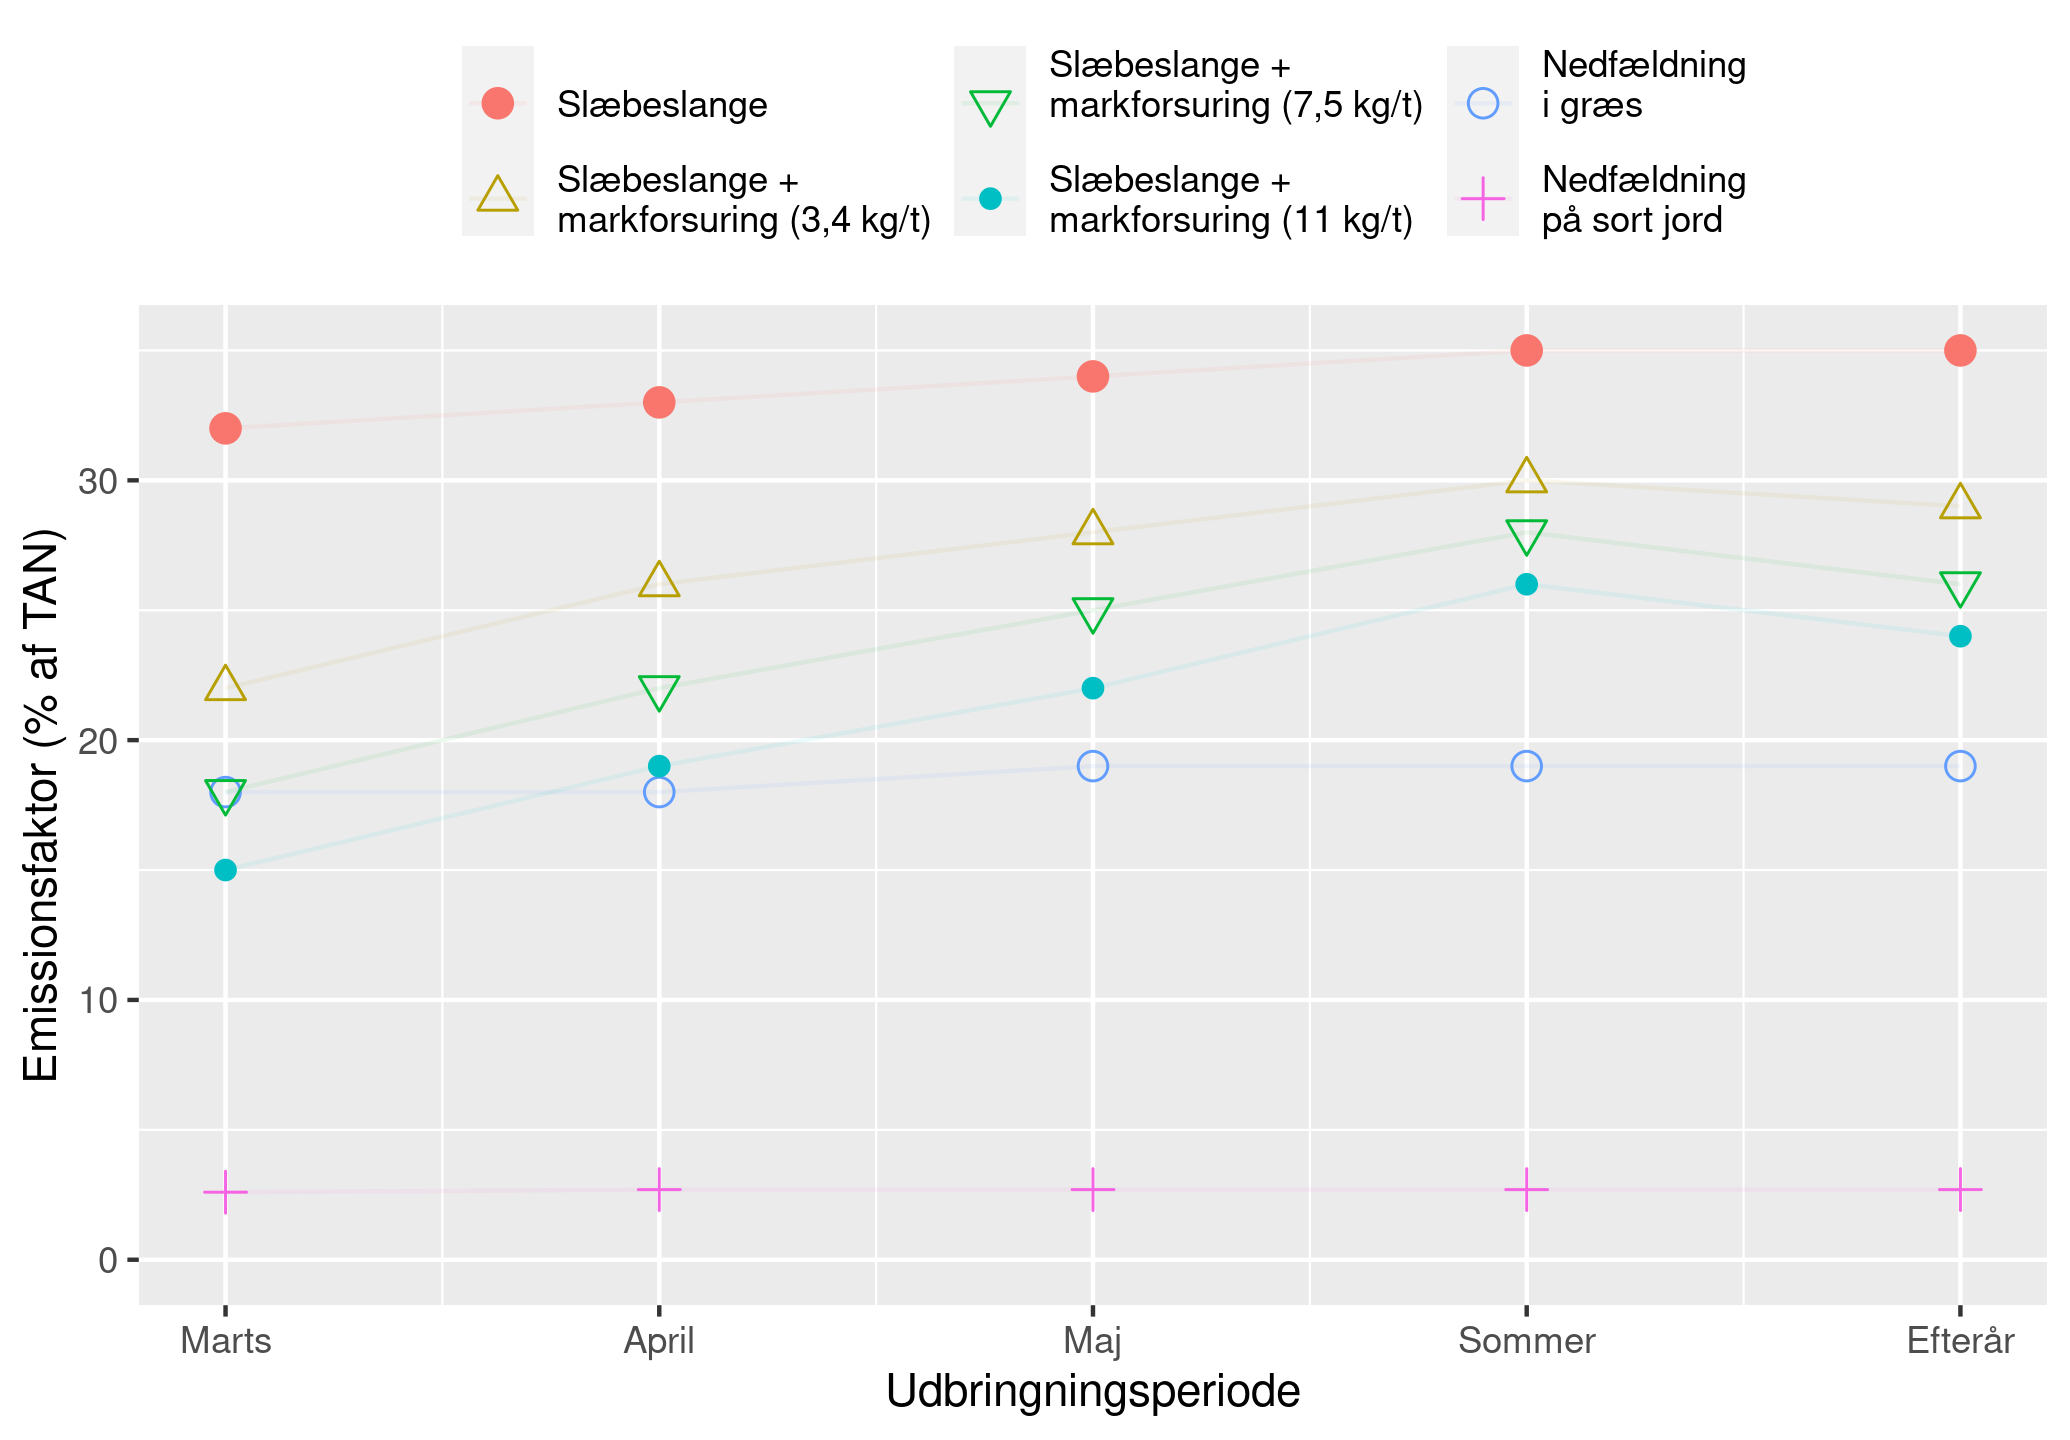 Slæbeslange
Slæbeslange +
markforsuring (3,4 kg/t)
Slæbeslange +
markforsuring (7,5 kg/t)
Slæbeslange +
markforsuring (11 kg/t)
Nedfældning
i græs
Nedfældning
på sort jord
Emissionsfaktor (% af TAN)
30
20
10
0
Marts
April
Maj
Sommer
Efterår
Udbringningsperiode